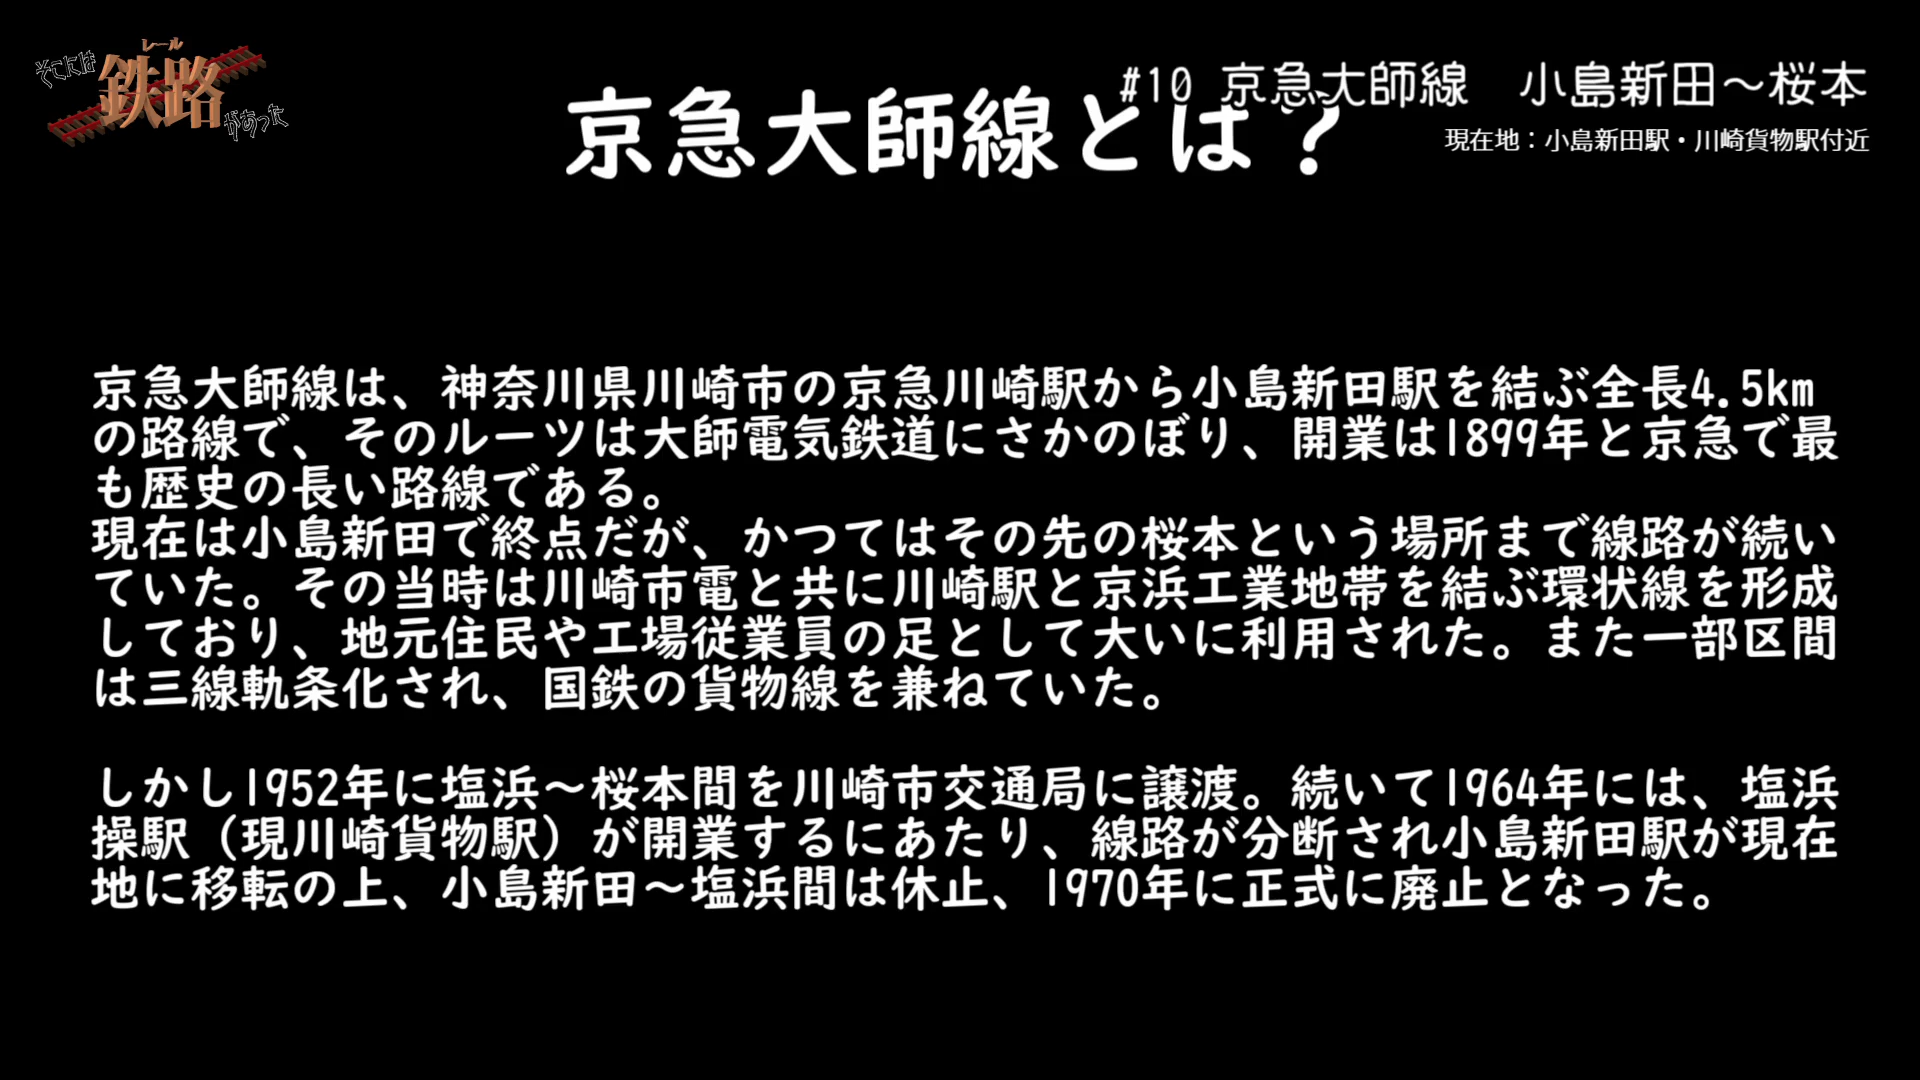 そこには
レール
鉄路
があった
#10 京急大師線　小島新田～桜本
現在地：小島新田駅・川崎貨物駅付近
京急大師線とは？
京急大師線は、神奈川県川崎市の京急川崎駅から小島新田駅を結ぶ全長4.5km
の路線で、そのルーツは大師電気鉄道にさかのぼり、開業は1899年と京急で最
も歴史の長い路線である。
現在は小島新田で終点だが、かつてはその先の桜本という場所まで線路が続い
ていた。その当時は川崎市電と共に川崎駅と京浜工業地帯を結ぶ環状線を形成
しており、地元住民や工場従業員の足として大いに利用された。また一部区間
は三線軌条化され、国鉄の貨物線を兼ねていた。
しかし1952年に塩浜～桜本間を川崎市交通局に譲渡。続いて1964年には、塩浜
操駅（現川崎貨物駅）が開業するにあたり、線路が分断され小島新田駅が現在
地に移転の上、小島新田～塩浜間は休止、1970年に正式に廃止となった。